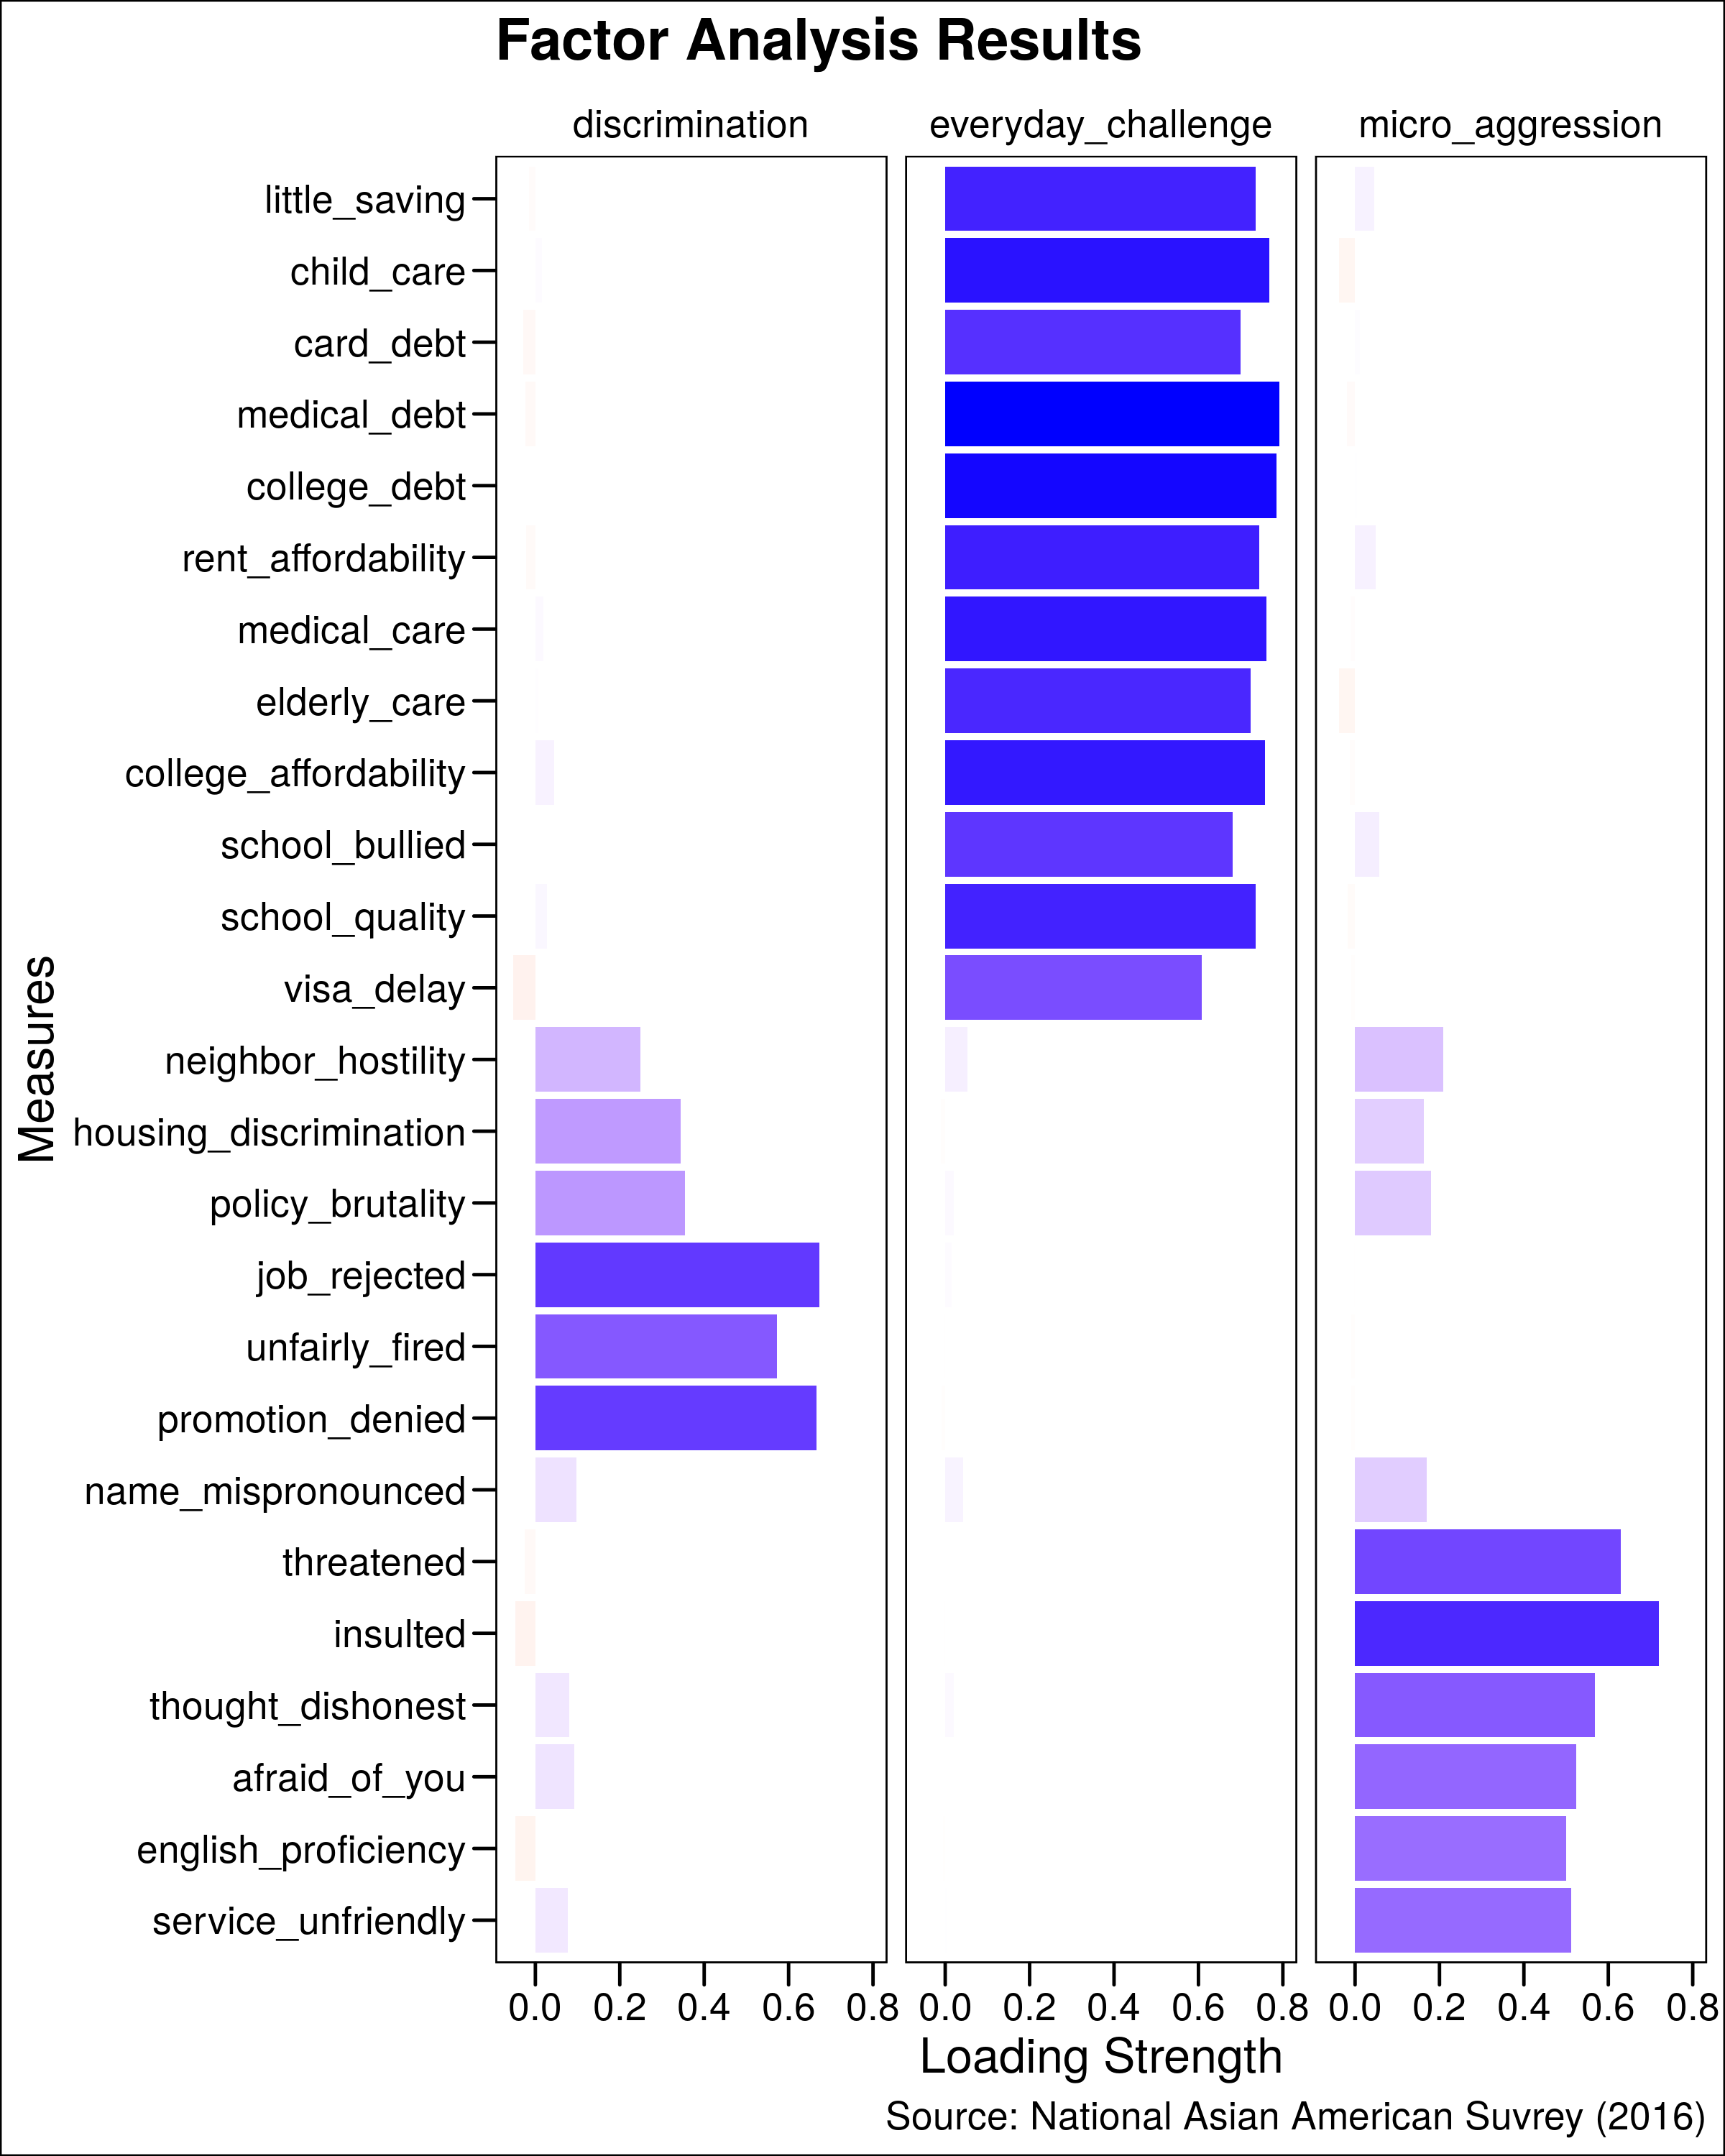 Factor Analysis Results
discrimination everyday_challenge micro_aggression
little_saving
child_care
card_debt
medical_debt
college_debt
rent_affordability
medical_care
elderly_care
college_affordability
school_bullied
school_quality
visa_delay
neighbor_hostility
housing_discrimination
policy_brutality
job_rejected
unfairly_fired
promotion_denied
name_mispronounced
threatened
insulted
thought_dishonest
afraid_of_you
english_proficiency
service_unfriendly
Measures
0.0 0.2 0.4 0.6 0.8 0.0 0.2 0.4 0.6 0.8 0.0 0.2 0.4 0.6 0.8
Loading Strength
Source: National Asian American Suvrey (2016)